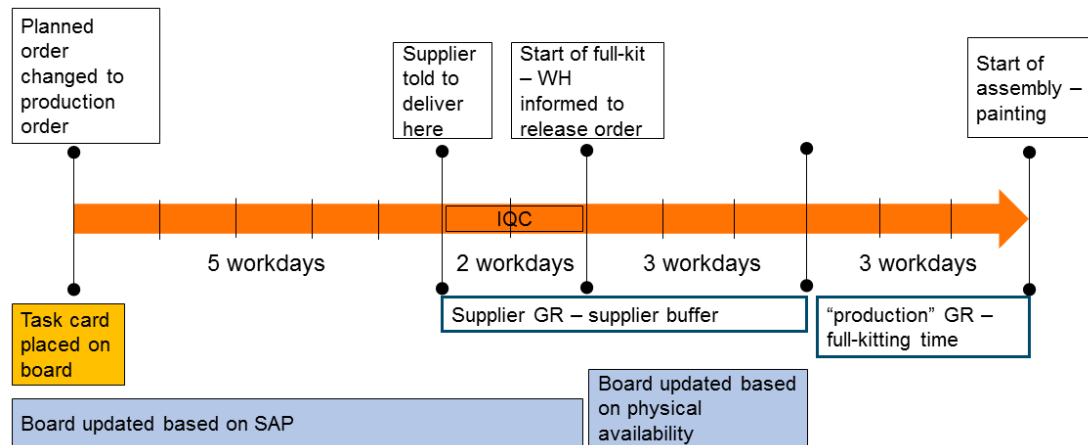 Planned
order
changed to
production
order
Supplier
told to
deliver
here
Start of full-kit
– WH
informed to
release order
Start of
assembly –
painting
IQC
5 workdays
2 workdays
3 workdays
3 workdays
Task card
placed on
board
Supplier GR – supplier buffer
“production” GR –
full-kitting time
Board updated based on SAP
Board updated based
on physical
availability